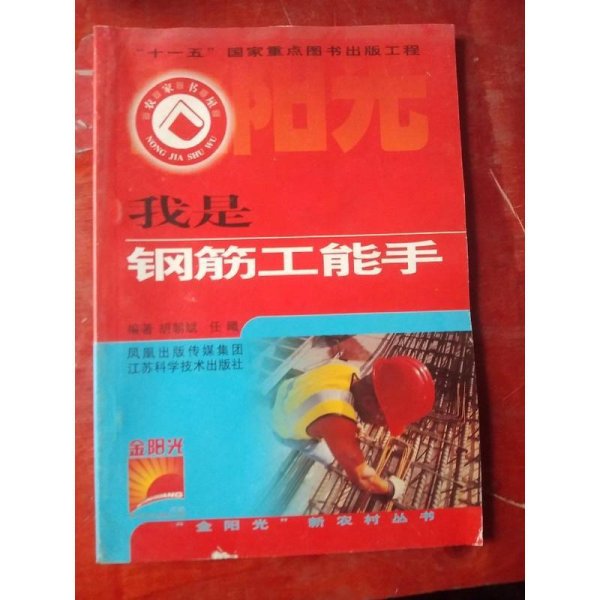 "十一五"国家重点图书出版工程
农家书屋
NONG JIA SHU WU
阳光
我是
钢筋工能手
编著 胡朝斌 任曦
凤凰出版传媒集团
江苏科学技术出版社
金阳光
"金阳光"新农村丛书